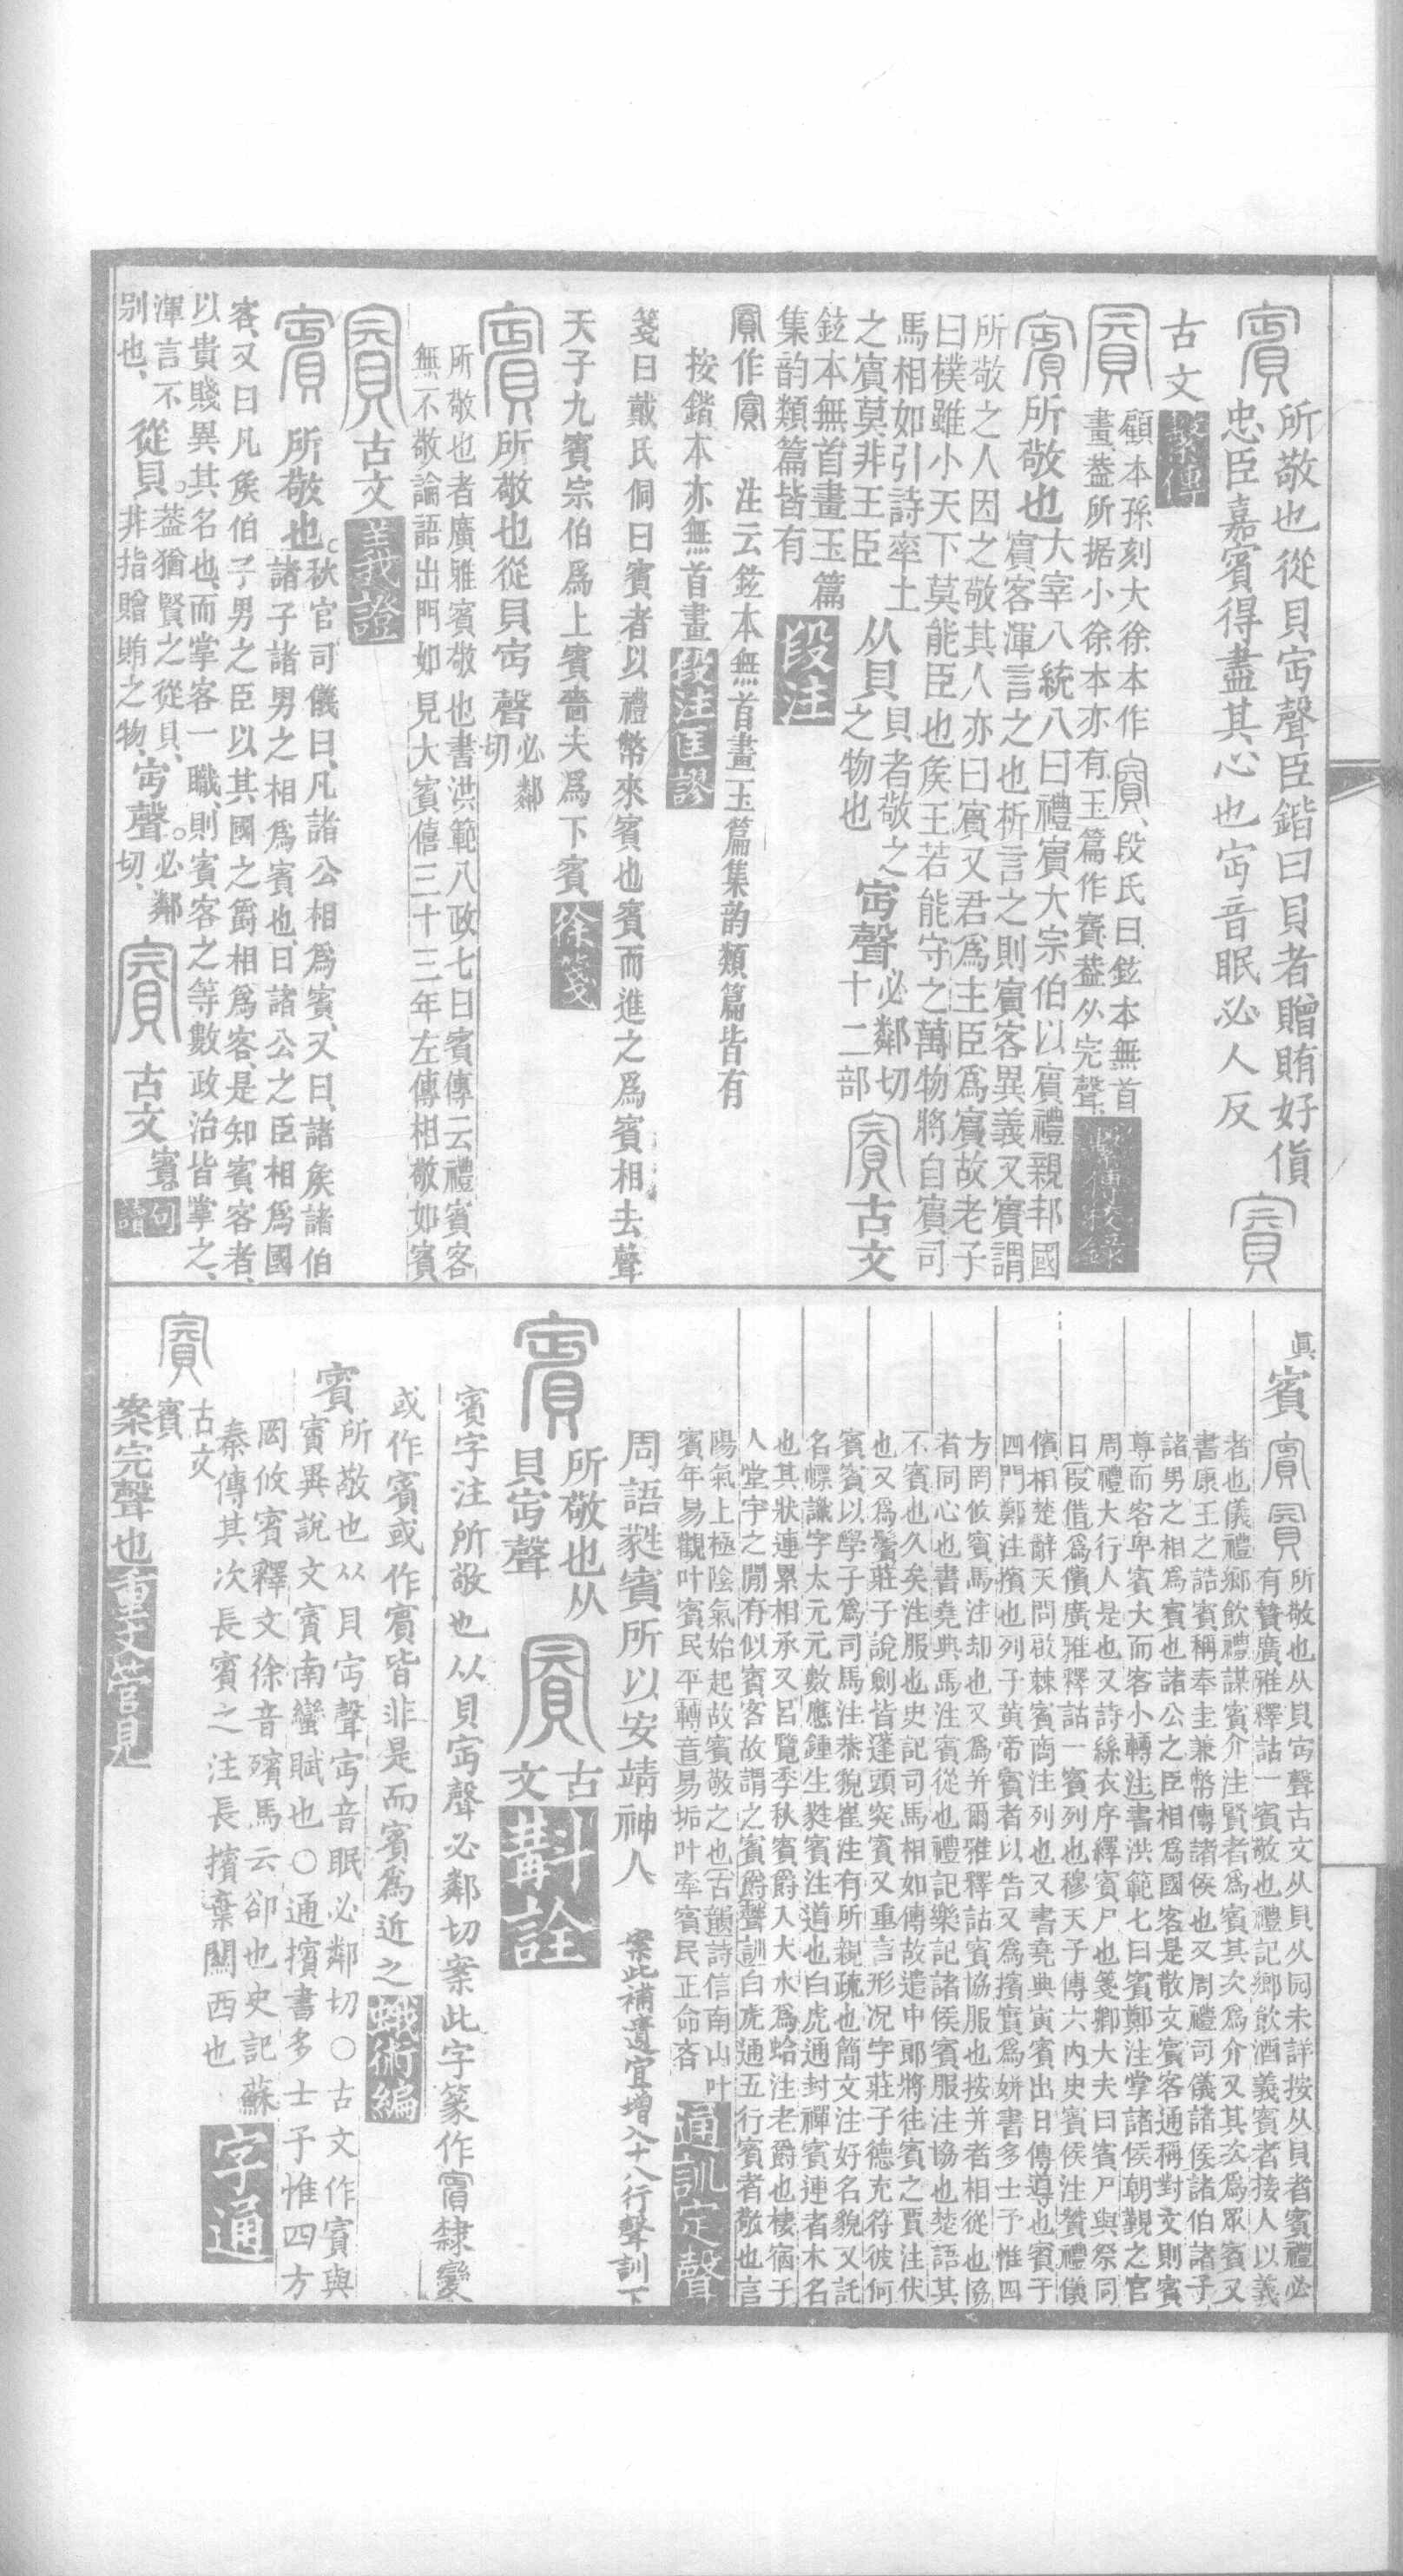 賓所敬也從貝𡧍聲臣鍇曰貝者贈賄好貨
忠臣嘉賓得盡其心也𡧍音眠必人反
古文繫傳
顧本孫刻大徐本作賓段氏曰鉉本無首
畫葢所据小徐本亦有玉篇作賓葢从完聲繫傳校錄
賓所敬也大宰八統八曰禮賓大宗伯以賓禮親邦國
賓客渾言之也析言之則賓客異義又賓謂
所敬之人因之敬其人亦曰賓又君爲主臣爲賓故老子
曰樸雖小天下莫能臣也矦王若能守之萬物將自賓司
馬相如引詩率土
之賓莫非王臣从貝貝者敬之
之物也𡧍聲必鄰切
十二部古文
鉉本無首畫玉篇
集韵類篇皆有段注
作賓注云鉉本無首畫玉篇集韵類篇皆有
按鍇本亦無首畫段注匡謬
箋曰戴氏侗曰賓者以禮幣來賓也賓而進之爲賓相去聲
天子九賓宗伯爲上賓嗇夫爲下賓徐箋
賓所敬也從貝𡧍聲必鄰
切
所敬也者廣雅賓敬也書洪範八政七曰賓傳云禮賓客
無不敬論語出門如見大賓僖三十三年左傳相敬如賓
古文義證
賓所敬也秋官司儀曰凡諸公相爲賓又曰諸矦諸伯
諸子諸男之相爲賓也曰諸公之臣相爲國
客又曰凡矦伯子男之臣以其國之爵相爲客是知賓客者
以貴賤異其名也而掌客一職則賓客之等數政治皆掌之
渾言不
别也從貝葢猶賢之從貝
非指贈賄之物𡧍聲必鄰
切古文賓句讀
眞賓所敬也从貝𡧍聲古文从貝从𡧍未詳按从貝者賓禮必
有贄廣雅釋詁一賓敬也禮記鄉飲酒義賓者接人以義
者也儀禮鄉飲禮謀賓介注賢者爲賓其次爲介又其次爲眾賓又
書康王之誥賓稱奉圭兼幣傳諸侯也又周禮司儀諸侯諸伯諸子
諸男之相爲賓也諸公之臣相爲國客是散文賓客通稱對文則賓
尊而客卑賓大而客小轉注書洪範七曰賓鄭注掌諸侯朝覲之官
周禮大行人是也又詩絲衣序繹賓尸也箋卿大夫曰賓尸與祭同
日叚借爲儐廣雅釋詁一賓列也穆天子傳六內史賓侯注贊禮儀
儐相楚辭天問啟棘賓商注列也又書堯典寅賓出日傳導也賓于
四門鄭注擯也列子黃帝賓者以告又爲擯賓爲姘書多士予惟四
方罔攸賓馬注却也又爲并爾雅釋詁賓協服也按并者相從也協
者同心也書堯典馬注賓從也禮記樂記諸侯賓服注協也楚語其
不賓也久矣注服也史記司馬相如傳故遣中郎將往賓之賈注伏
也又爲鬢莊子說劍皆蓬頭突賓又重言形况字莊子德充符彼何
賓賓以學子爲司馬注恭貌崔注有所親疏也簡文注好名貌又託
名幖識字太元元數應鍾生蕤賓注道也白虎通封禪賓連者木名
也其狀連累相承又呂覽季秋賓爵入大水爲蛤注老爵也棲宿于
人堂宇之閒有似賓客故謂之賓爵聲訓白虎通五行賓者敬也言
陽氣上極陰氣始起故賓敬之也古韻詩信南山叶
賓年易觀叶賓民平轉音易垢叶牽賓民正命吝通訓定聲
周語蕤賓所以安靖神人案此補遺宜增入十八行聲訓下
賓所敬也从
貝𡧍聲古文斠詮
賓字注所敬也从貝𡧍聲必鄰切案此字篆作賓隸變
或作賓或作賔皆非是而賓爲近之蛾術編
賓所敬也从貝𡧍聲𡧍音眠必鄰切○古文作賓與
賓異說文賓南蠻賦也○通擯書多士予惟四方
罔攸賓釋文徐音殯馬云卻也史記蘇
秦傳其次長賓之注長擯棄關西也字通
古文
賓
案完聲也重文管見